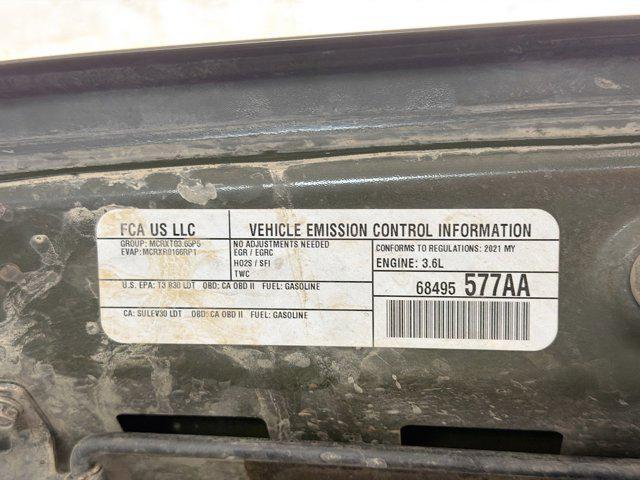 FCA US LLC
GROUP: MCRXT03.65P5
EVAP: MCRXR0166RP1
VEHICLE EMISSION CONTROL INFORMATION
NO ADJUSTMENTS NEEDED
EGR / EGRC
HO2S / SFI
TWC
CONFORMS TO REGULATIONS: 2021 MY
ENGINE: 3.6L
U.S. EPA: T3 B30 LDT OBD: CA OBD II FUEL: GASOLINE
68495 577AA
CA: SULEV30 LDT OBD: CA OBD II FUEL: GASOLINE